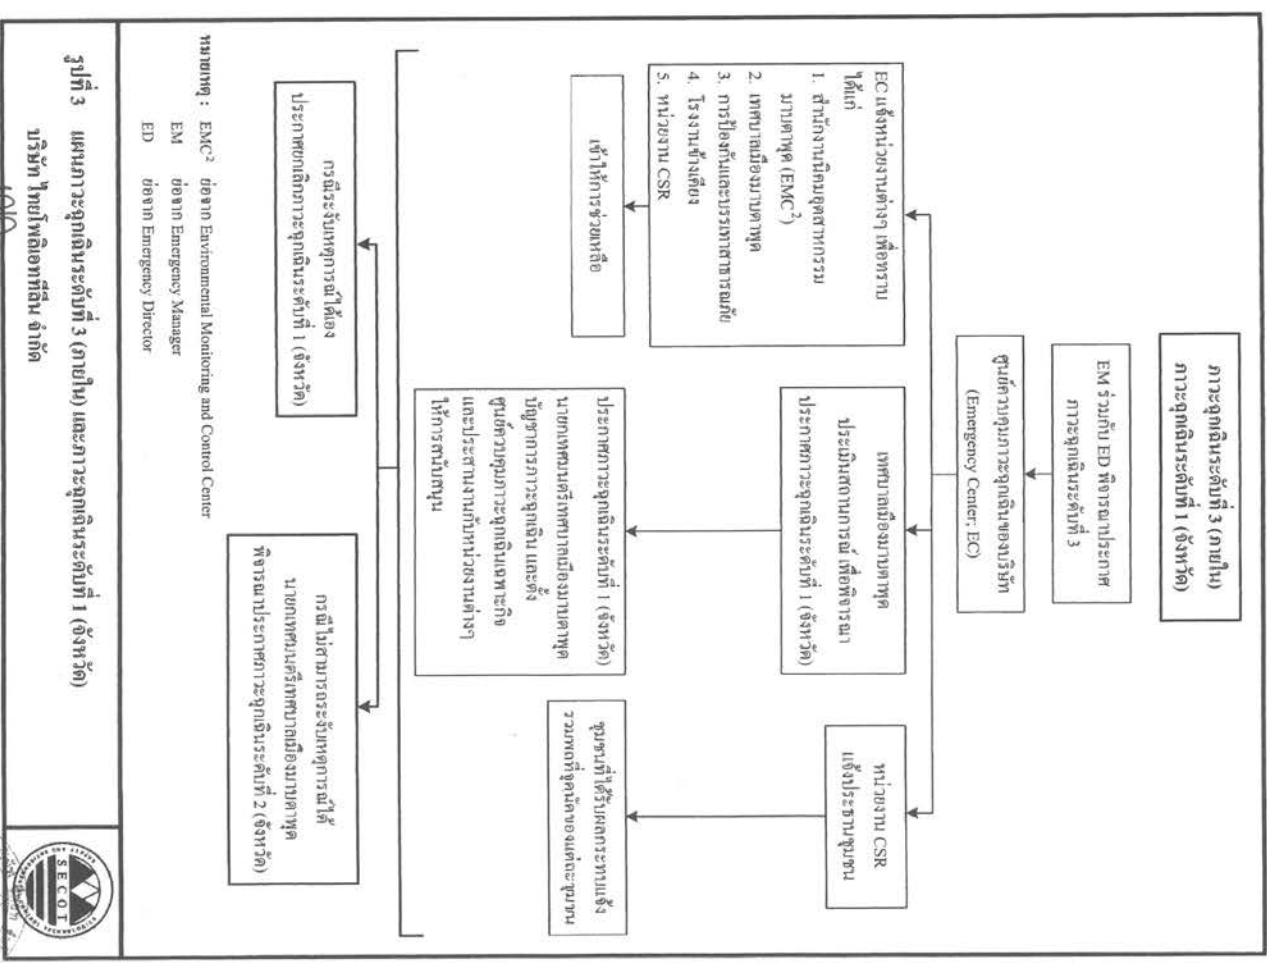 ภาวะฉุกเฉินระดับที่ 3 (ภายใน)
ภาวะฉุกเฉินระดับที่ 1 (จังหวัด)
EM ร่วมกับ ED พิจารณาประกาศ
ภาวะฉุกเฉินระดับที่ 3
ศูนย์ควบคุมภาวะฉุกเฉินของบริษัท
(Emergency Center; EC)
EC แจ้งหน่วยงานต่างๆ เพื่อทราบ
ได้แก่
1. สำนักงานนิคมอุตสาหกรรม
มาบตาพุด (EMC²)
2. เทศบาลเมืองมาบตาพุด
3. การป้องกันและบรรเทาสาธารณภัย
4. โรงงานข้างเคียง
5. หน่วยงาน CSR
เทศบาลเมืองมาบตาพุด
ประเมินสถานการณ์ เพื่อพิจารณา
ประกาศภาวะฉุกเฉินระดับที่ 1 (จังหวัด)
หน่วยงาน CSR
แจ้งประธานชุมชน
เข้าให้การช่วยเหลือ
ประกาศภาวะฉุกเฉินระดับที่ 1 (จังหวัด)
นายกเทศมนตรีเทศบาลเมืองมาบตาพุด
บัญชาการภาวะฉุกเฉิน และตั้ง
ศูนย์ควบคุมภาวะฉุกเฉินเฉพาะกิจ
และประสานงานกับหน่วยงานต่างๆ
ให้การสนับสนุน
ชุมชนที่ได้รับผลกระทบแจ้ง
รวมพลที่จุดนัดของแต่ละชุมชน
กรณีระงับเหตุการณ์ได้เอง
ประกาศยกเลิกภาวะฉุกเฉินระดับที่ 1 (จังหวัด)
กรณีไม่สามารถระงับเหตุการณ์ได้
นายกเทศมนตรีเทศบาลเมืองมาบตาพุด
พิจารณาประกาศภาวะฉุกเฉินระดับที่ 2 (จังหวัด)
หมายเหตุ : EMC² ย่อจาก Environmental Monitoring and Control Center
EM ย่อจาก Emergency Manager
ED ย่อจาก Emergency Director
รูปที่ 3 แผนภาวะฉุกเฉินระดับที่ 3 (ภายใน) และภาวะฉุกเฉินระดับที่ 1 (จังหวัด)
บริษัท ไทยโพลิเอททีลีน จำกัด
SECOT